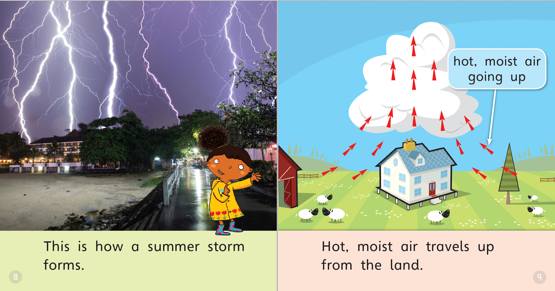 This is how a summer storm
forms.
8
hot, moist air
going up
Hot, moist air travels up
from the land.
9